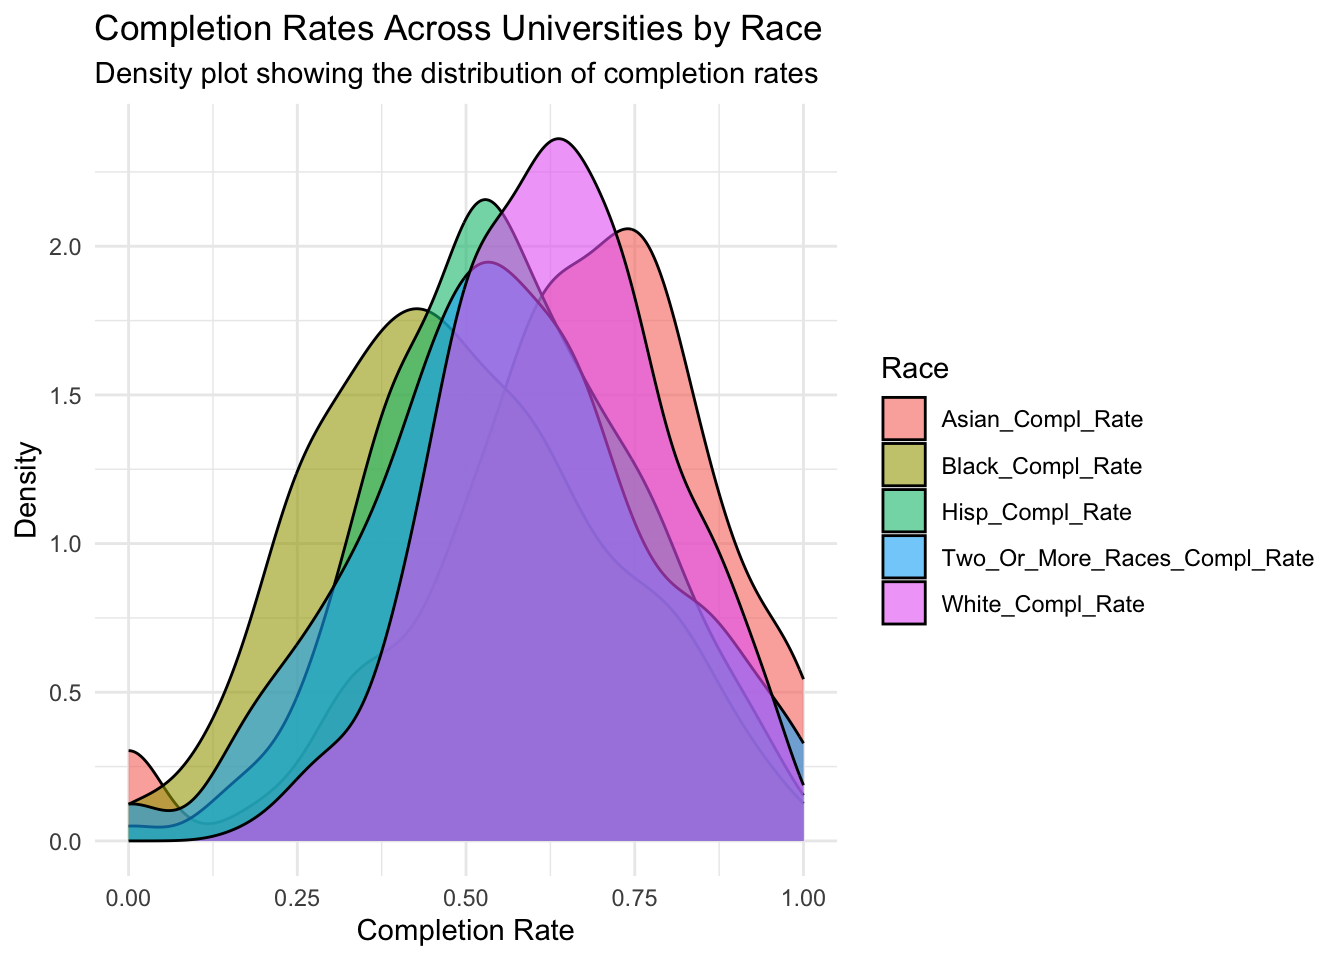 Completion Rates Across Universities by Race
Density plot showing the distribution of completion rates
2.0
1.5
1.0
0.5
0.0
Density
0.00 0.25 0.50 0.75 1.00
Completion Rate
Race
Asian_Compl_Rate
Black_Compl_Rate
Hisp_Compl_Rate
Two_Or_More_Races_Compl_Rate
White_Compl_Rate